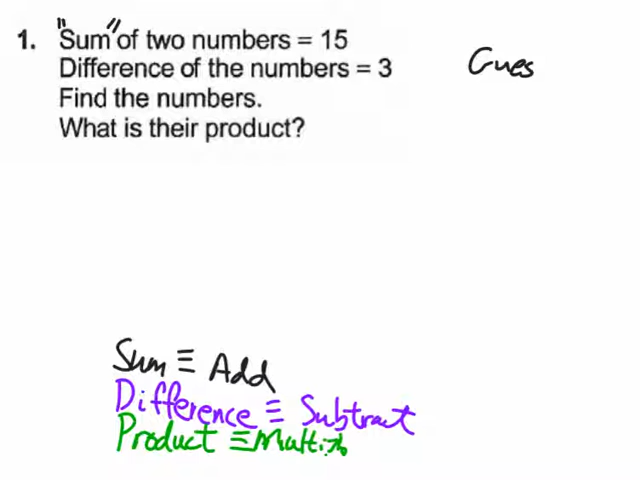 1. "Sum" of two numbers = 15
Difference of the numbers = 3
Find the numbers.
What is their product?
Gues
Sum ≡ Add
Difference ≡ Subtract
Product ≡